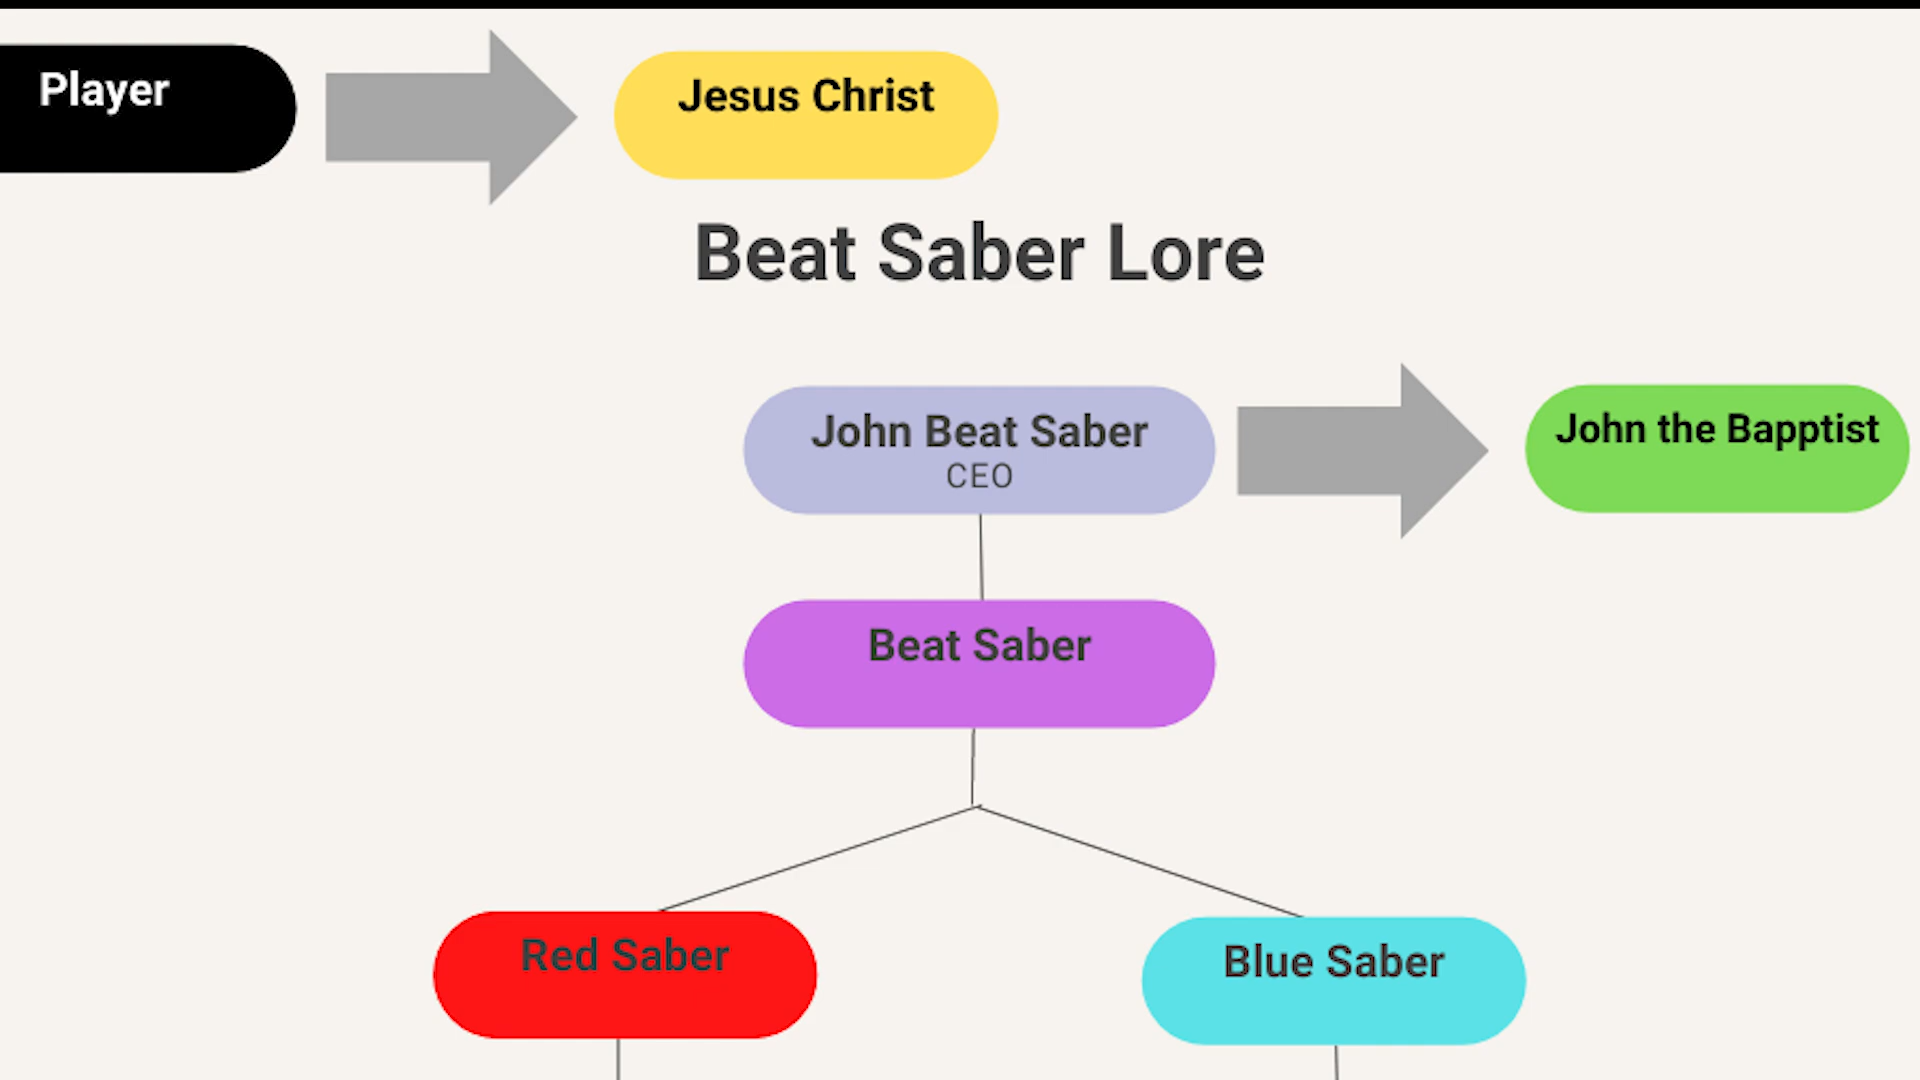 Player
Jesus Christ
Beat Saber Lore
John Beat Saber
CEO
John the Bapptist
Beat Saber
Red Saber
Blue Saber